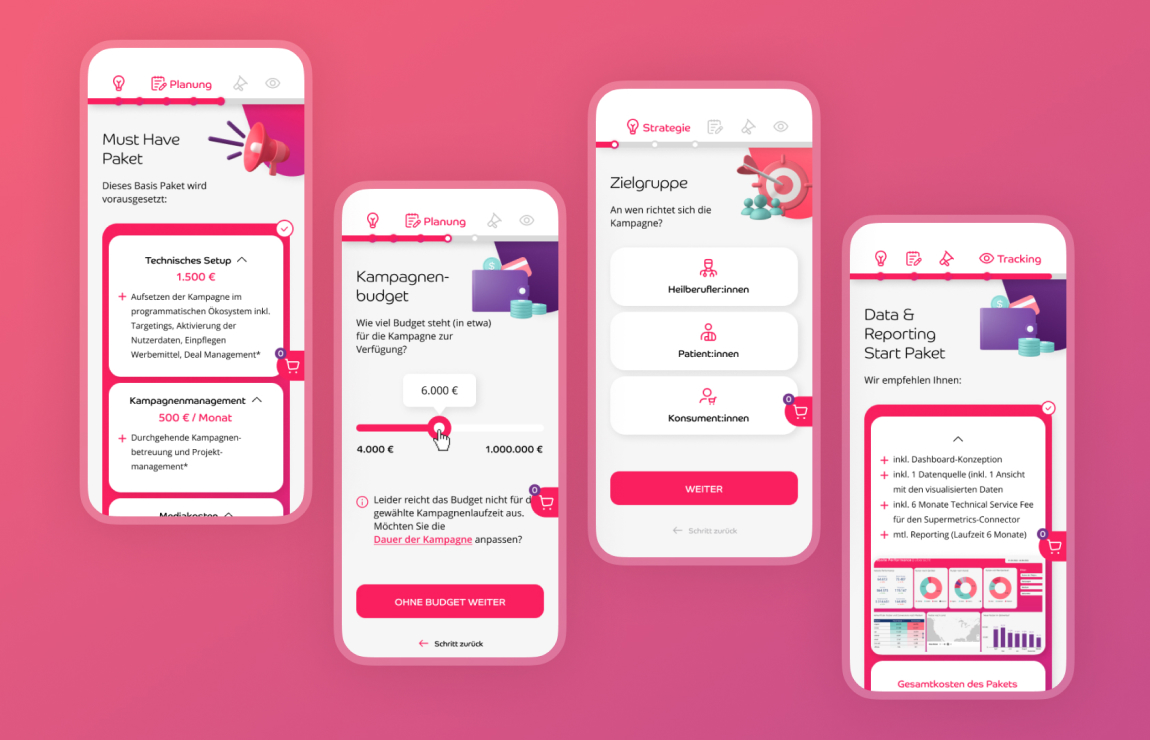 Planung
Must Have
Paket
Dieses Basis Paket wird
vorausgesetzt:
Technisches Setup
1.500 €
+ Aufsetzen der Kampagne im
programmatischen Ökosystem inkl.
Targetings, Aktivierung der
Nutzerdaten, Einpflegen
Werbemittel, Deal Management*
0
Kampagnenmanagement
500 € / Monat
+ Durchgehende Kampagnen-
betreuung und Projekt-
management*
Mediakosten
Planung
Kampagnen-
budget
$
Wie viel Budget steht (in etwa)
für die Kampagne zur
Verfügung?
6.000 €
4.000 €
1.000.000 €
0
Leider reicht das Budget nicht für d
gewählte Kampagnenlaufzeit aus.
Möchten Sie die
Dauer der Kampagne anpassen?
OHNE BUDGET WEITER
← Schritt zurück
Strategie
Zielgruppe
An wen richtet sich die
Kampagne?
Heilberufler:innen
Patient:innen
Konsument:innen
0
WEITER
← Schritt zurück
Tracking
Data &
Reporting
Start Paket
$
Wir empfehlen Ihnen:
+ inkl. Dashboard-Konzeption
+ inkl. 1 Datenquelle (inkl. 1 Ansicht
mit den visualisierten Daten
+ inkl. 6 Monate Technical Service Fee
für den Supermetrics-Connector
+ mtl. Reporting (Laufzeit 6 Monate)
0
Gesamtkosten des Pakets